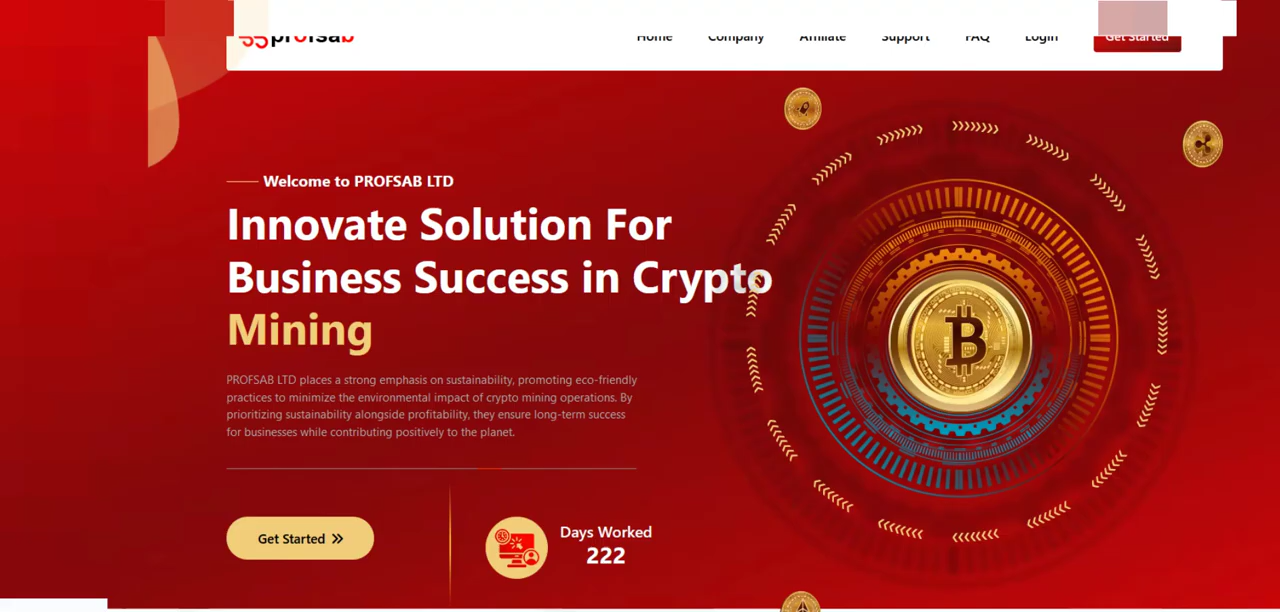 profsab
Home Company Affiliate Support FAQ Login Get Started
Welcome to PROFSAB LTD
Innovate Solution For
Business Success in Crypto
Mining
PROFSAB LTD places a strong emphasis on sustainability, promoting eco-friendly
practices to minimize the environmental impact of crypto mining operations. By
prioritizing sustainability alongside profitability, they ensure long-term success
for businesses while contributing positively to the planet.
Get Started
Days Worked
222